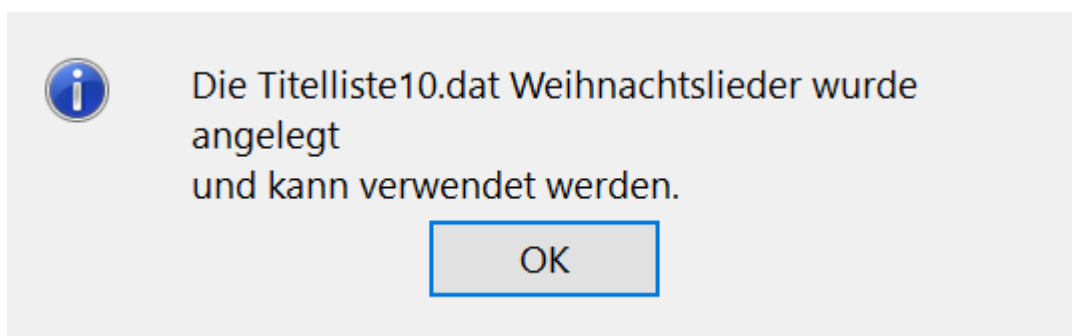 Die Titelliste10.dat Weihnachtslieder wurde
angelegt
und kann verwendet werden.
OK